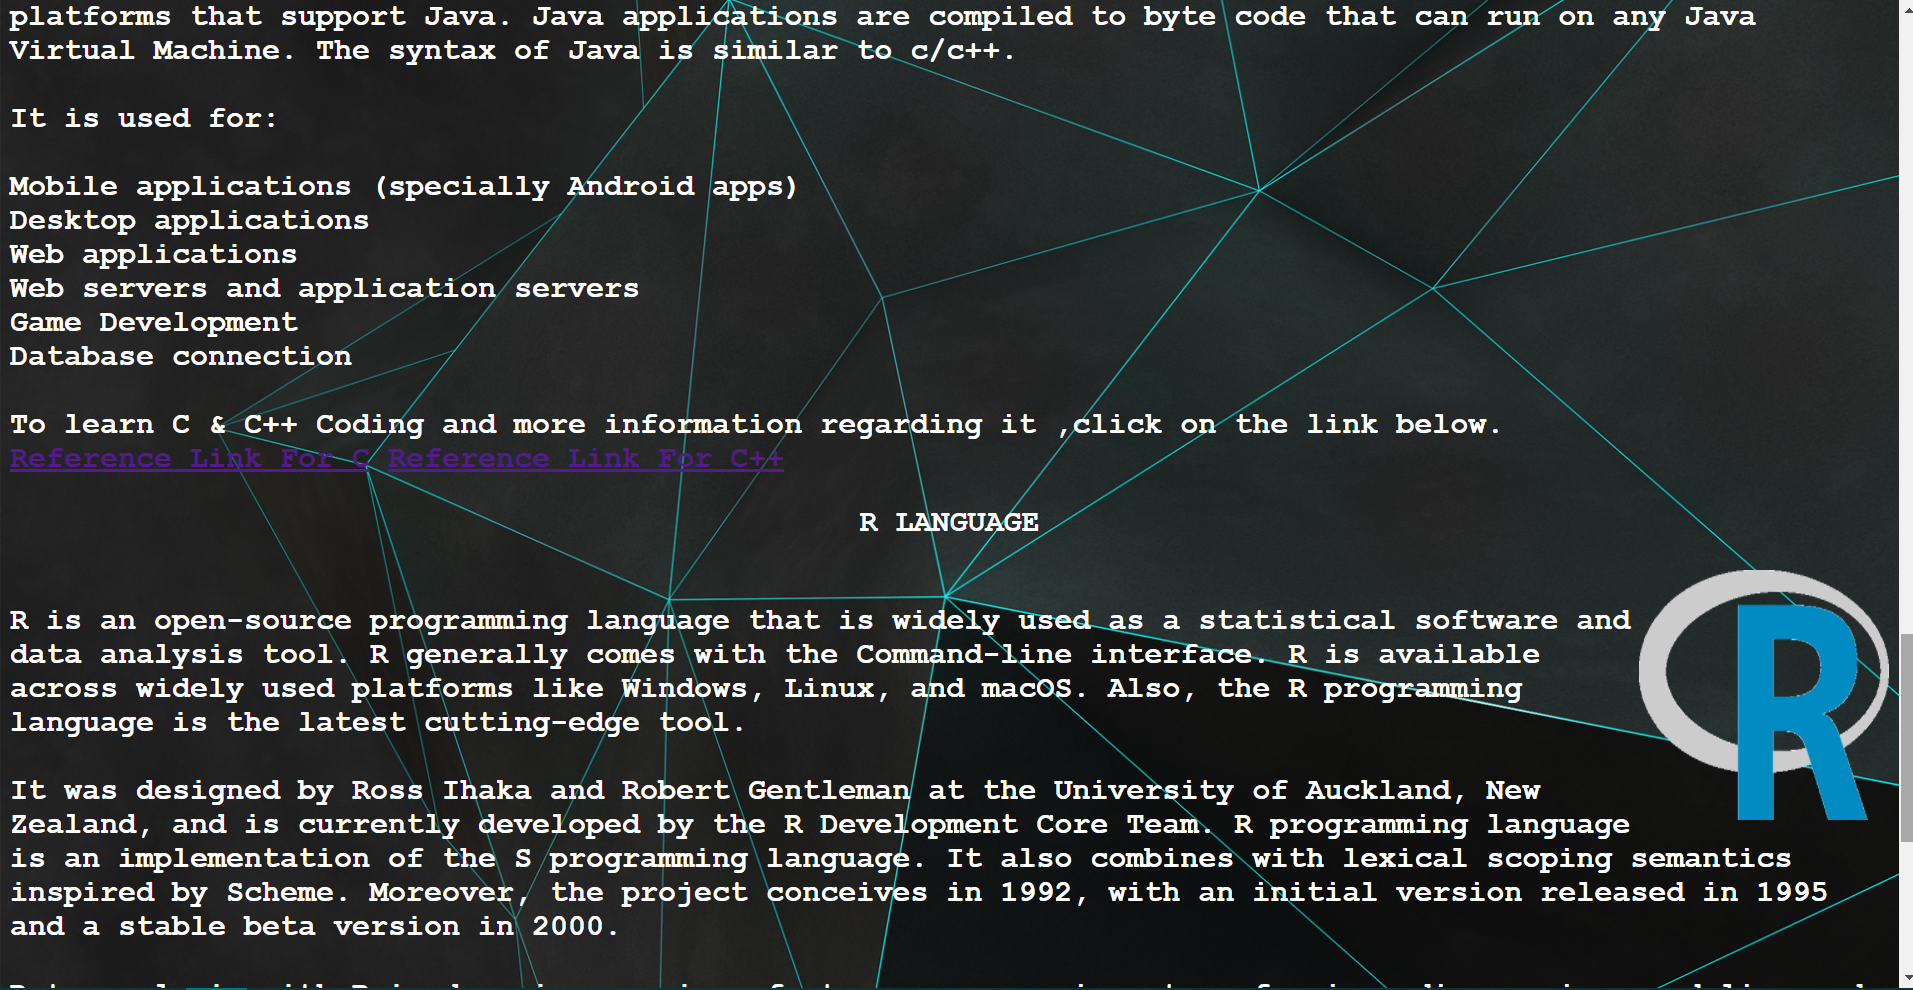 platforms that support Java. Java applications are compiled to byte code that can run on any Java
Virtual Machine. The syntax of Java is similar to c/c++.
It is used for:
Mobile applications (specially Android apps)
Desktop applications
Web applications
Web servers and application servers
Game Development
Database connection
To learn C & C++ Coding and more information regarding it ,click on the link below.
Reference Link For C Reference Link For C++
R LANGUAGE
R is an open-source programming language that is widely used as a statistical software and
data analysis tool. R generally comes with the Command-line interface. R is available
across widely used platforms like Windows, Linux, and macOS. Also, the R programming
language is the latest cutting-edge tool.
R
It was designed by Ross Ihaka and Robert Gentleman at the University of Auckland, New
Zealand, and is currently developed by the R Development Core Team. R programming language
is an implementation of the S programming language. It also combines with lexical scoping semantics
inspired by Scheme. Moreover, the project conceives in 1992, with an initial version released in 1995
and a stable beta version in 2000.